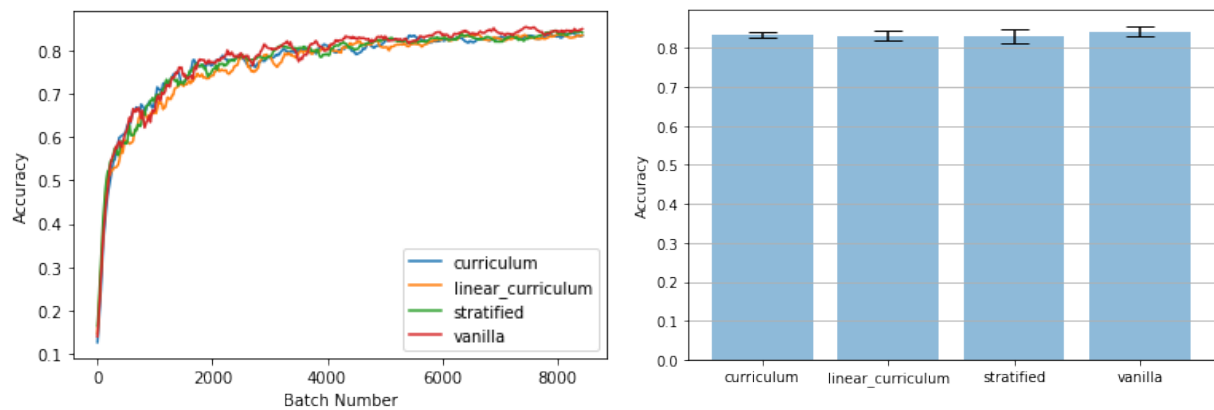 Accuracy
0.8
0.7
0.6
0.5
0.4
0.3
0.2
0.1
0
2000
4000
6000
8000
Batch Number
curriculum
linear_curriculum
stratified
vanilla
Accuracy
0.8
0.7
0.6
0.5
0.4
0.3
0.2
0.1
0.0
curriculum
linear_curriculum
stratified
vanilla